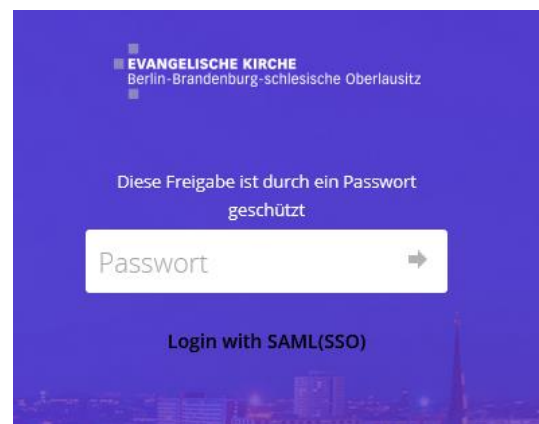 EVANGELISCHE KIRCHE
Berlin-Brandenburg-schlesische Oberlausitz
Diese Freigabe ist durch ein Passwort
geschützt
Passwort
Login with SAML(SSO)